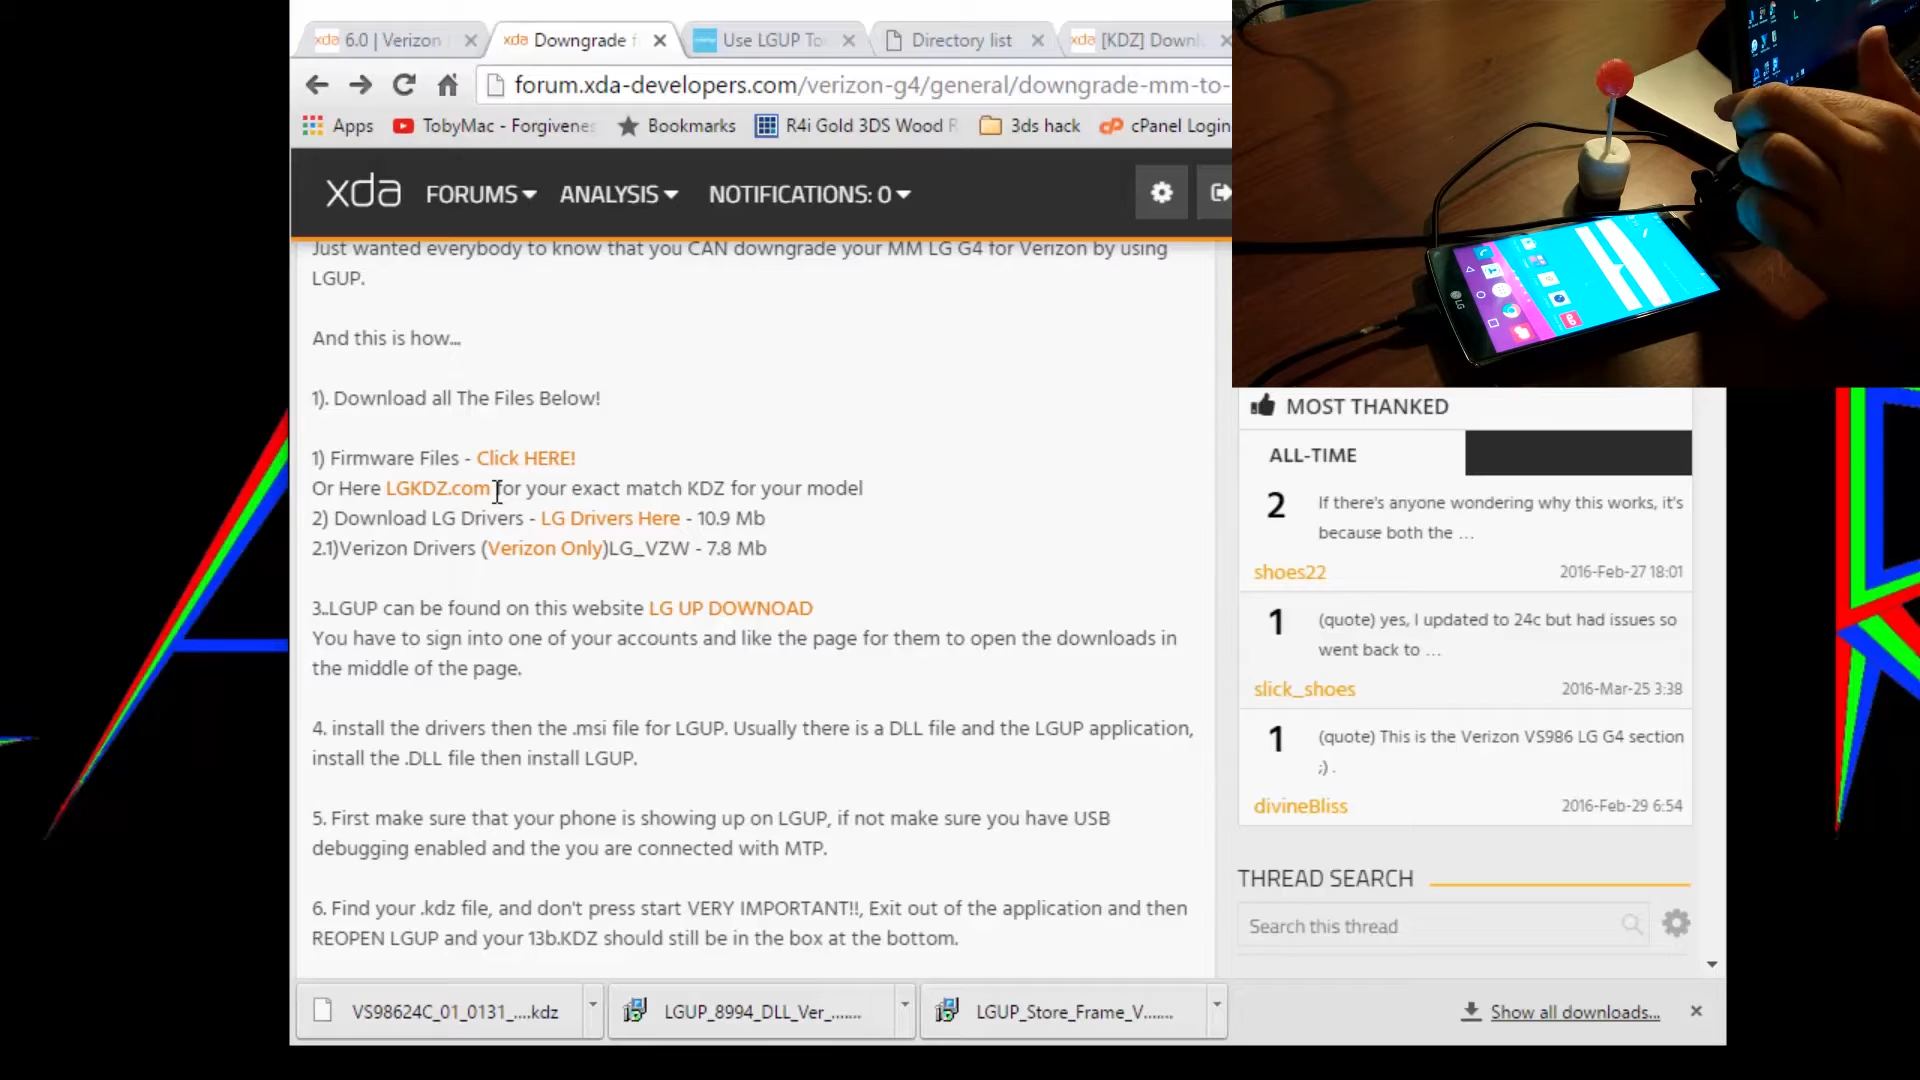 xda 6.0 | Verizon
xda Downgrade f
Use LGUP To
Directory list
xda [KDZ] Downl
forum.xda-developers.com/verizon-g4/general/downgrade-mm-to-
Apps
TobyMac - Forgivenes
Bookmarks
R4i Gold 3DS Wood R
3ds hack
cP cPanel Login
xda FORUMS ANALYSIS NOTIFICATIONS: 0
Just wanted everybody to know that you CAN downgrade your MM LG G4 for Verizon by using
LGUP.
And this is how...
1). Download all The Files Below!
1) Firmware Files - Click HERE!
Or Here LGKDZ.com for your exact match KDZ for your model
2) Download LG Drivers - LG Drivers Here - 10.9 Mb
2.1)Verizon Drivers (Verizon Only)LG_VZW - 7.8 Mb
3..LGUP can be found on this website LG UP DOWNOAD
You have to sign into one of your accounts and like the page for them to open the downloads in
the middle of the page.
4. install the drivers then the .msi file for LGUP. Usually there is a DLL file and the LGUP application,
install the .DLL file then install LGUP.
5. First make sure that your phone is showing up on LGUP, if not make sure you have USB
debugging enabled and the you are connected with MTP.
6. Find your .kdz file, and don't press start VERY IMPORTANT!!, Exit out of the application and then
REOPEN LGUP and your 13b.KDZ should still be in the box at the bottom.
LG
MOST THANKED
ALL-TIME
2 If there's anyone wondering why this works, it's
because both the ...
shoes22 2016-Feb-27 18:01
1 (quote) yes, I updated to 24c but had issues so
went back to ...
slick_shoes 2016-Mar-25 3:38
1 (quote) This is the Verizon VS986 LG G4 section
;) .
divineBliss 2016-Feb-29 6:54
THREAD SEARCH
Search this thread
VS98624C_01_0131_....kdz
LGUP_8994_DLL_Ver_.......
LGUP_Store_Frame_V.......
Show all downloads...